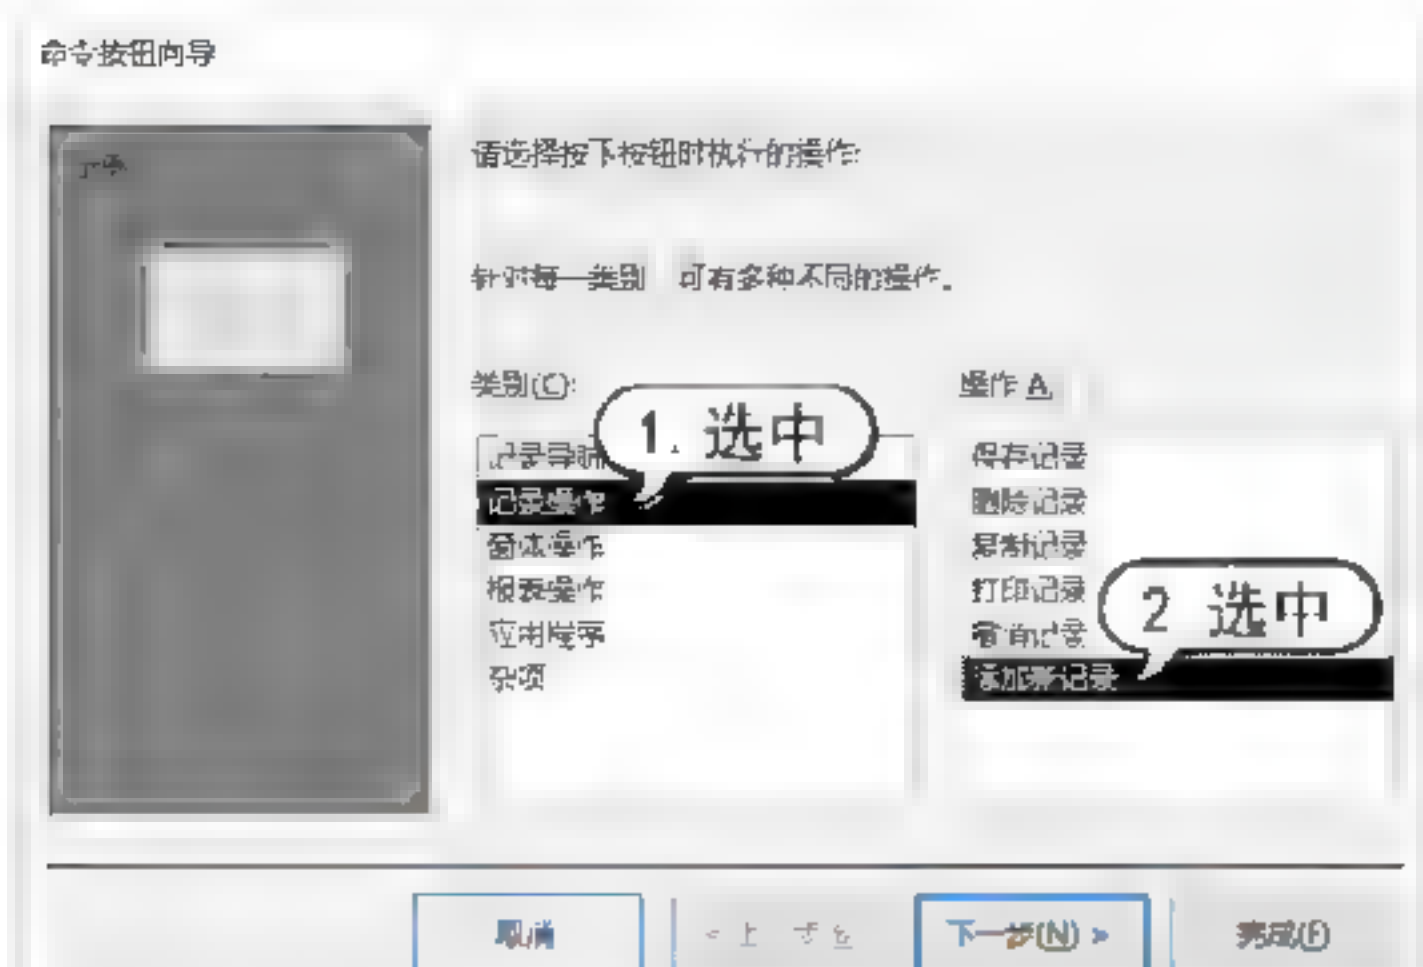 命令按钮向导
示例
请选择按下按钮时执行的操作:
针对每一类别 可有多种不同的操作。
类别(C):
1. 选中
记录导航
记录操作
窗体操作
报表操作
应用程序
杂项
操作 A
保存记录
删除记录
复制记录
打印记录
撤消记录
2 选中
添加新记录
取消
< 上一步 B
下一步(N) >
完成(F)